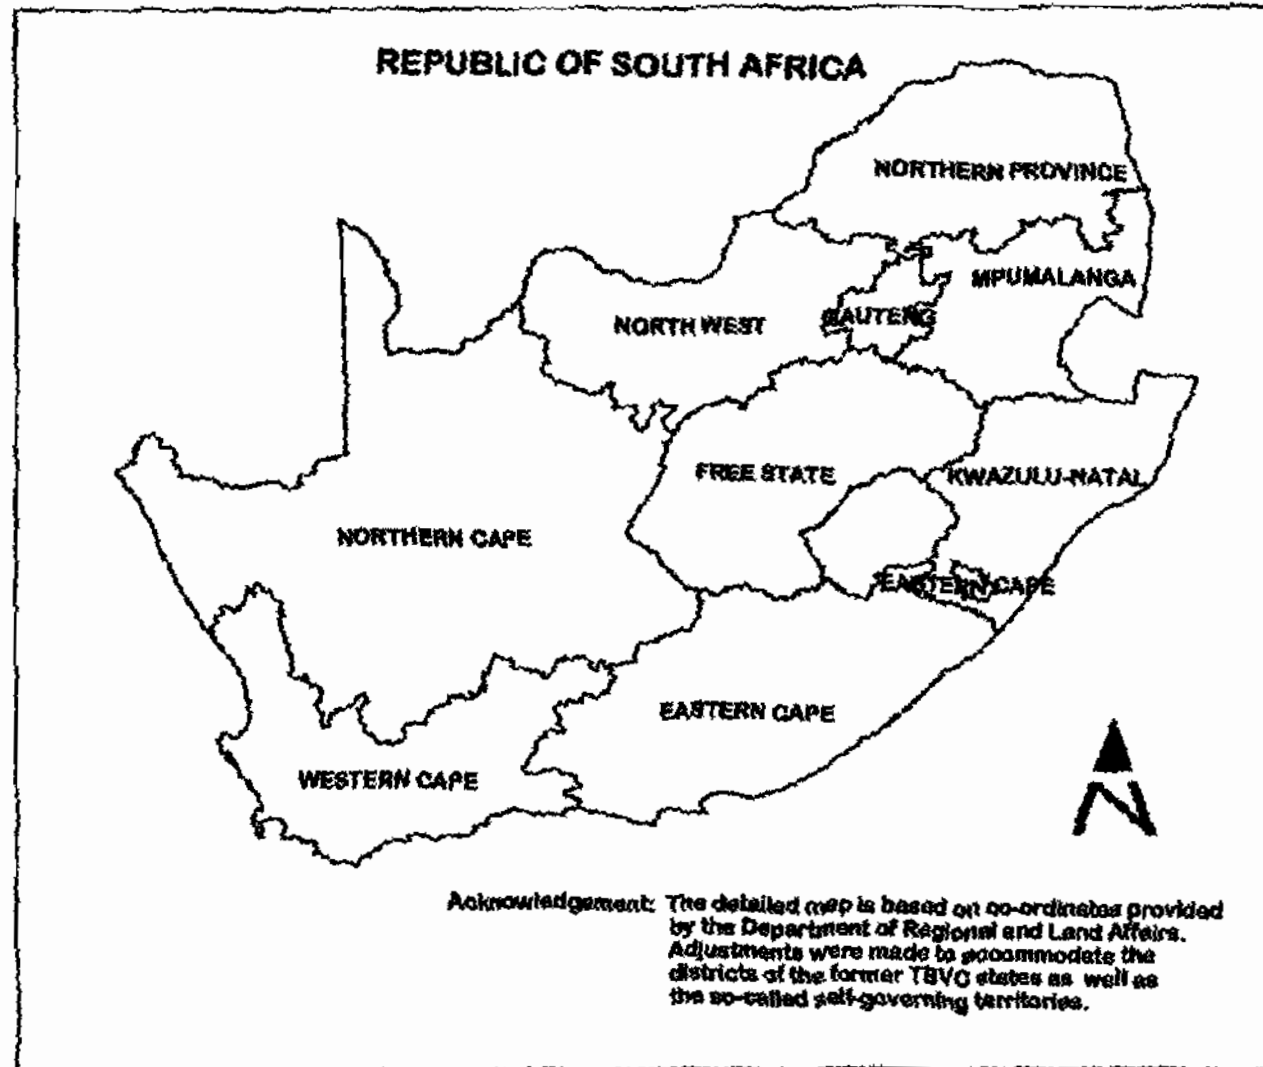 REPUBLIC OF SOUTH AFRICA
NORTHERN PROVINCE
MPUMALANGA
NORTH WEST
GAUTENG
FREE STATE
KWAZULU-NATAL
NORTHERN CAPE
EASTERN CAPE
EASTERN CAPE
WESTERN CAPE
N
Acknowledgement: The detailed map is based on co-ordinates provided
by the Department of Regional and Land Affairs.
Adjustments were made to accommodate the
districts of the former TBVC states as well as
the so-called self-governing territories.